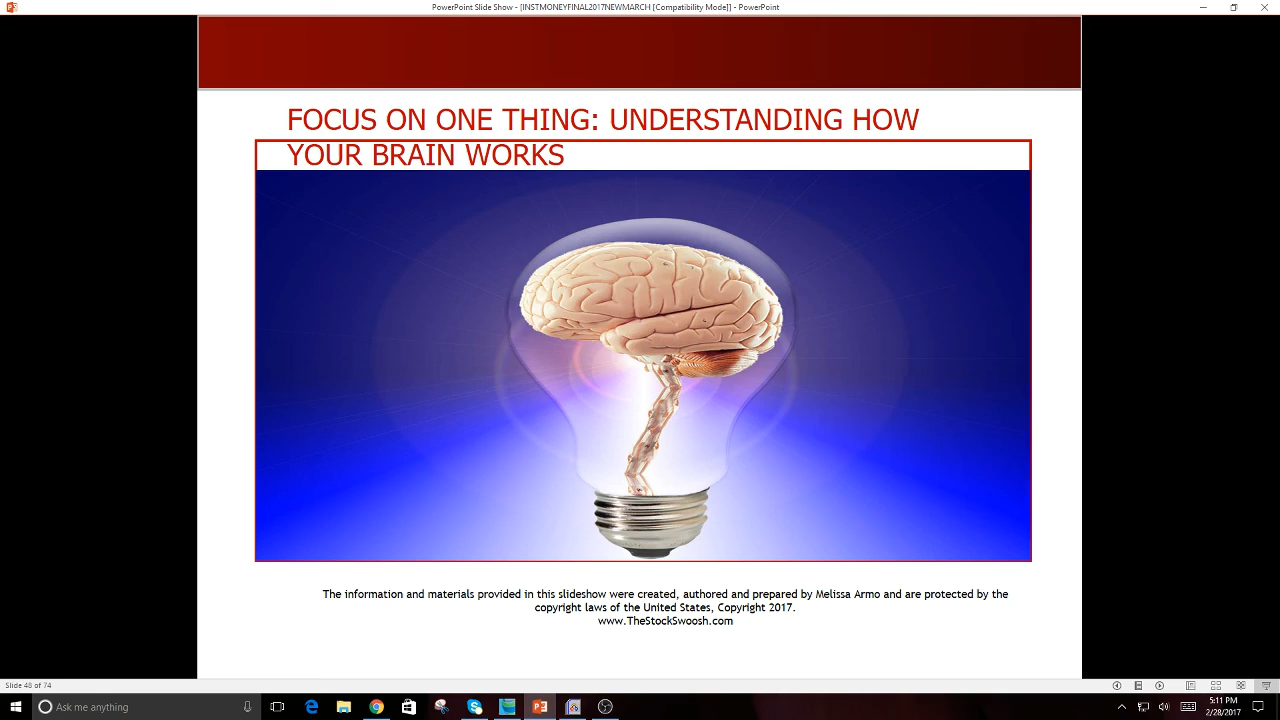 PowerPoint Slide Show - [INSTMONEYFINAL2017NEWMARCH [Compatibility Mode]] - PowerPoint
FOCUS ON ONE THING: UNDERSTANDING HOW
YOUR BRAIN WORKS
The information and materials provided in this slideshow were created, authored and prepared by Melissa Armo and are protected by the
copyright laws of the United States, Copyright 2017.
www.TheStockSwoosh.com
Slide 48 of 74
Ask me anything
5:11 PM
2/28/2017